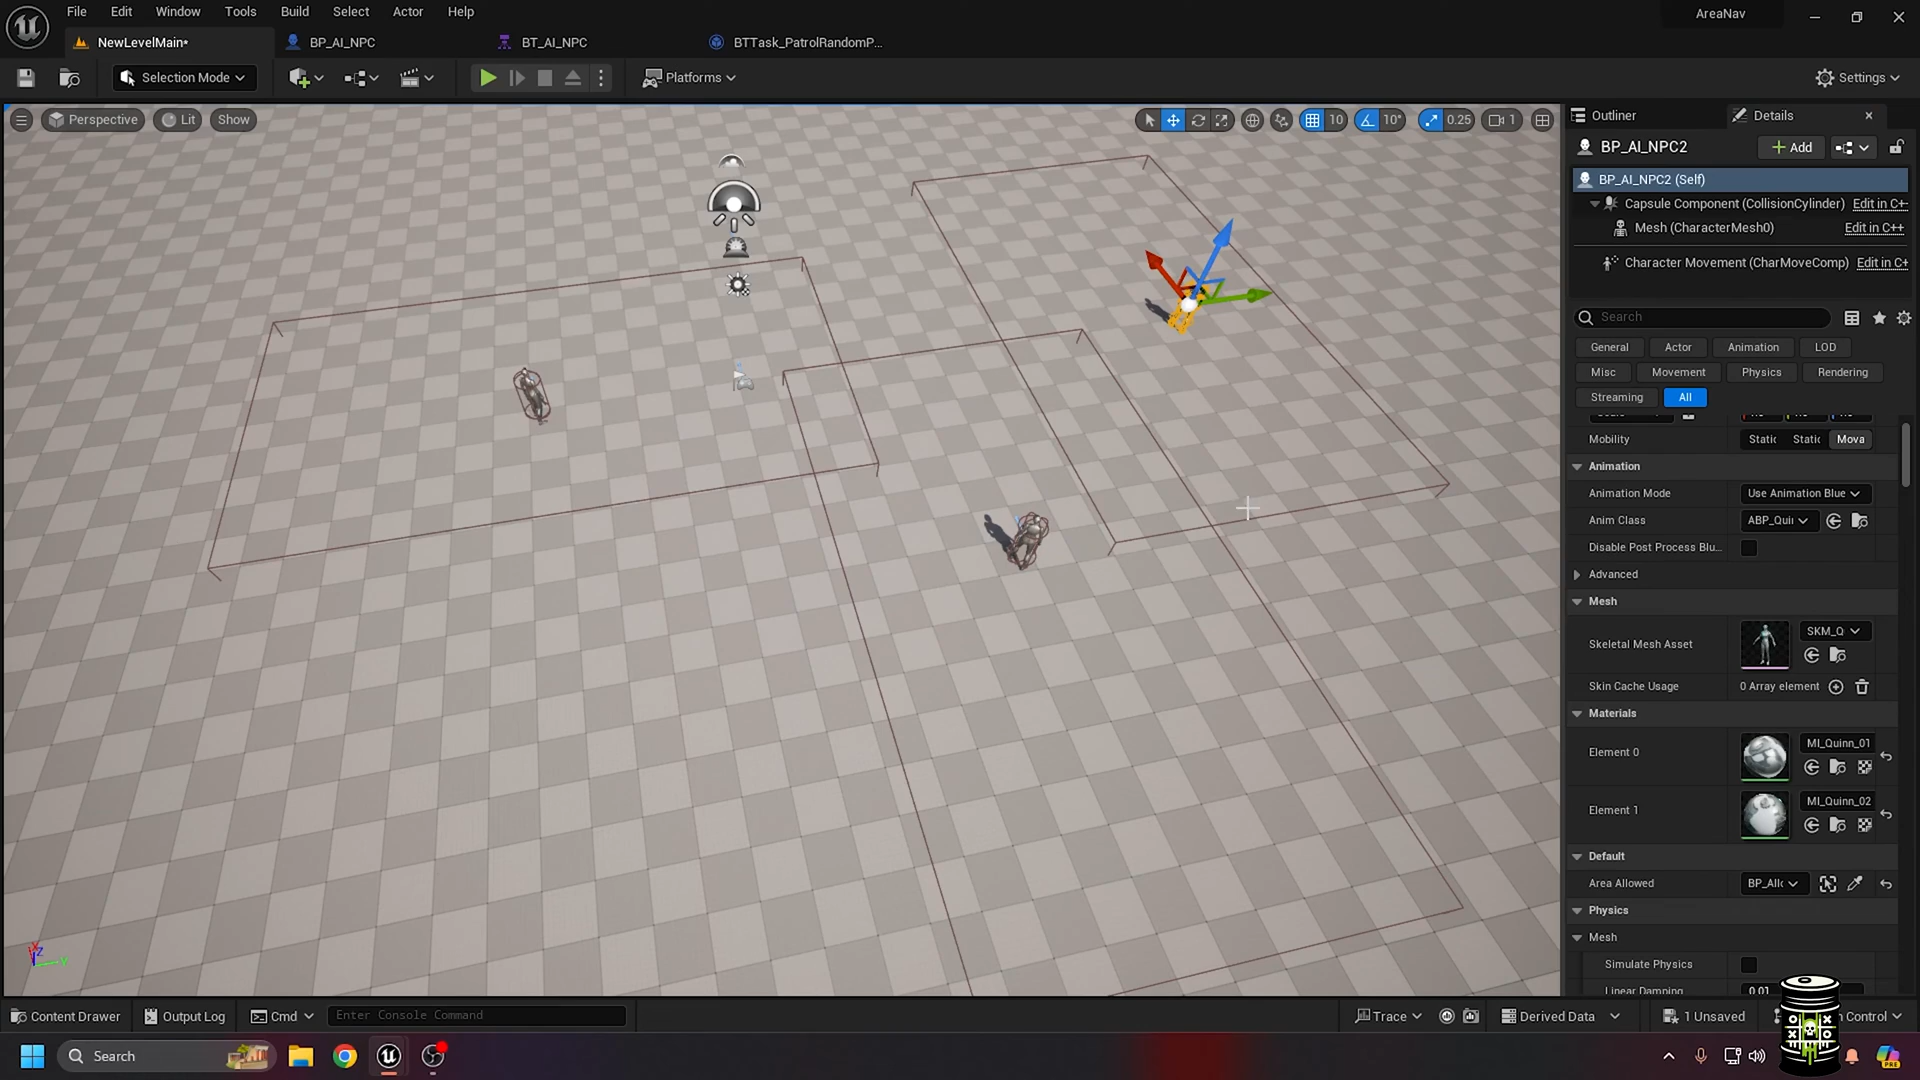 File Edit Window Tools Build Select Actor Help
AreaNav
NewLevelMain*
BP_AI_NPC
BT_AI_NPC
BTTask_PatrolRandomP...
Selection Mode
Platforms
Settings
Perspective
Lit
Show
10
10°
0.25
1
Outliner
Details
BP_AI_NPC2
Add
BP_AI_NPC2 (Self)
Capsule Component (CollisionCylinder) Edit in C+
Mesh (CharacterMesh0) Edit in C++
Character Movement (CharMoveComp) Edit in C+
Search
General Actor Animation LOD
Misc Movement Physics Rendering
Streaming All
Mobility Static Static Mova
Animation
Animation Mode Use Animation Blue
Anim Class ABP_Qui
Disable Post Process Blu...
Advanced
Mesh
Skeletal Mesh Asset SKM_Q
Skin Cache Usage 0 Array element
Materials
Element 0 MI_Quinn_01
Element 1 MI_Quinn_02
Default
Area Allowed BP_Allo
Physics
Mesh
Simulate Physics
Linear Damping 0.01
Content Drawer Output Log Cmd Enter Console Command Trace Derived Data 1 Unsaved Control
Search
PRE